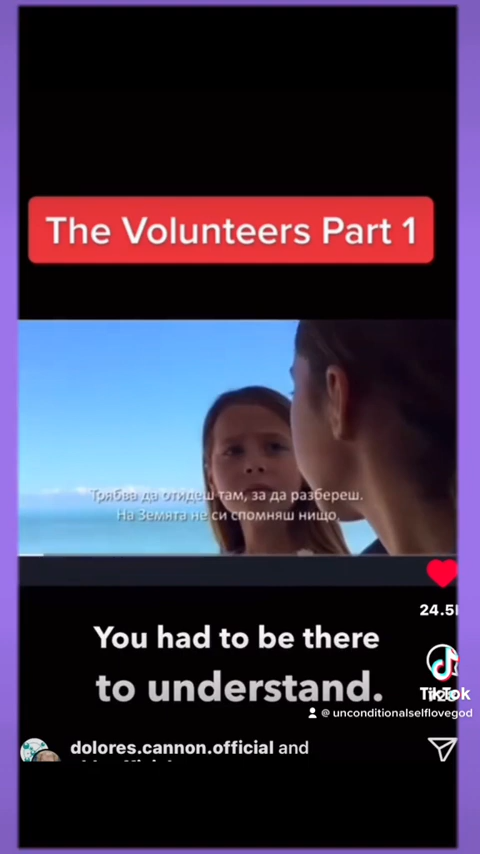 The Volunteers Part 1
Трябва да отидеш там, за да разбереш.
На Земята не си спомняш нищо.
You had to be there
to understand.
24.5
TikTok
@ unconditionalselflovegod
dolores.cannon.official and